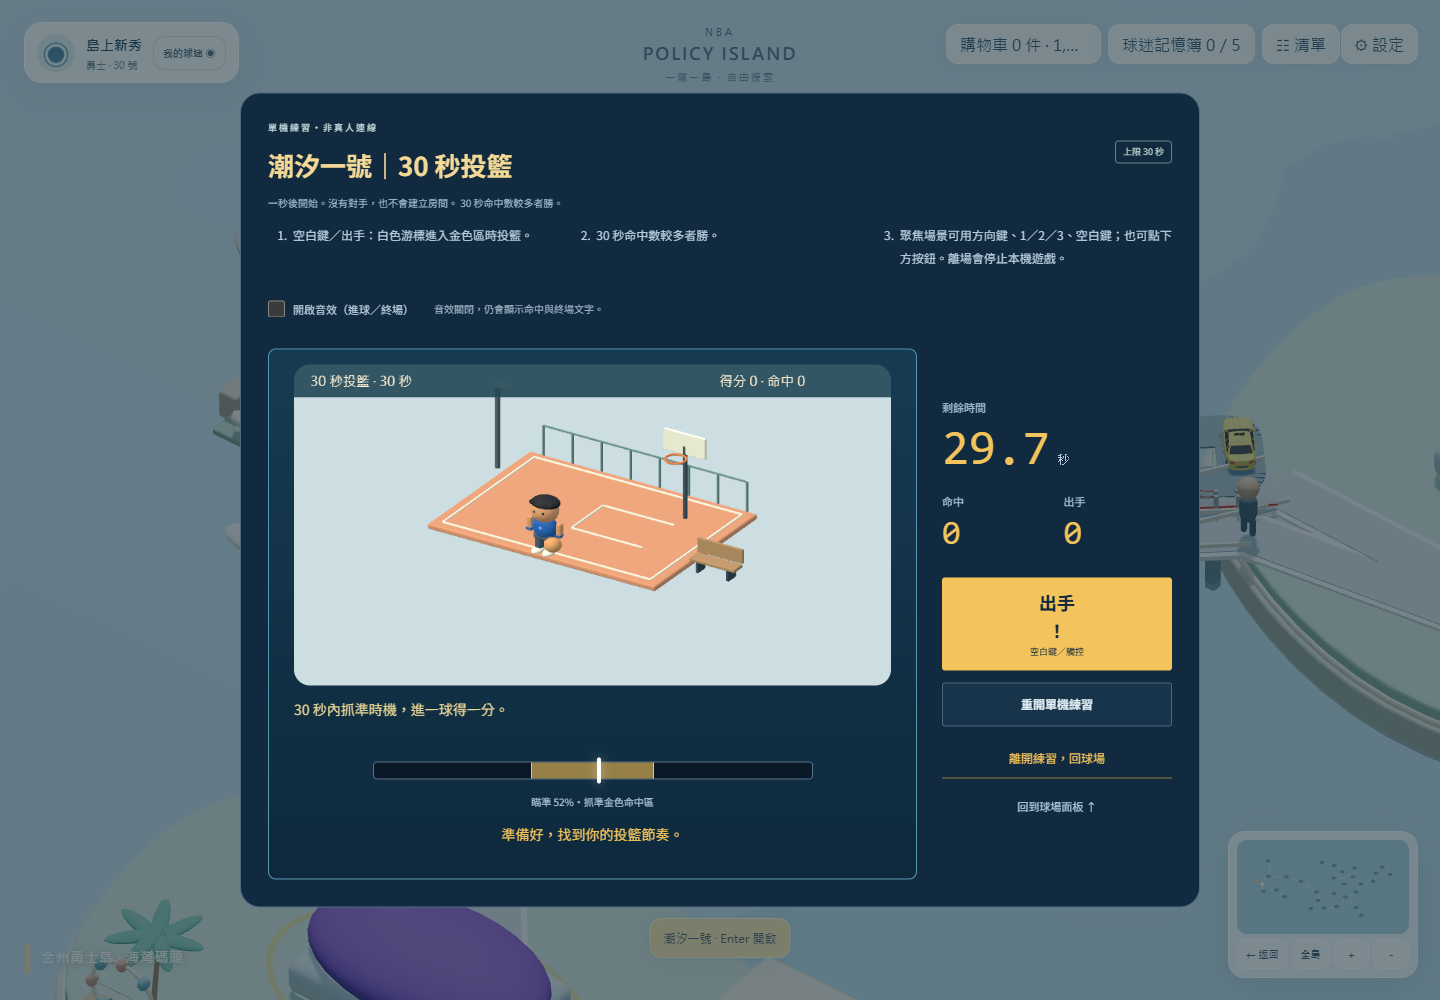 島上新秀
勇士 · 30 號
我的球迷 ◉
NBA
POLICY ISLAND
一隊一島 · 自由探索
購物車 0 件 · 1,...
球迷記憶簿 0 / 5
☷ 清單
⚙ 設定
單機練習・非真人連線
潮汐一號｜30 秒投籃
上限 30 秒
一秒後開始。沒有對手，也不會建立房間。 30 秒命中數較多者勝。
1. 空白鍵／出手：白色游標進入金色區時投籃。
2. 30 秒命中數較多者勝。
3. 聚焦場景可用方向鍵、1／2／3、空白鍵；也可點下
方按鈕。離場會停止本機遊戲。
開啟音效（進球／終場）
音效關閉，仍會顯示命中與終場文字。
30 秒投籃 · 30 秒
得分 0 · 命中 0
剩餘時間
29.7 秒
命中
出手
0
0
出手
！
空白鍵／觸控
重開單機練習
離開練習，回球場
回到球場面板 ↑
30 秒內抓準時機，進一球得一分。
瞄準 52%・抓準金色命中區
準備好，找到你的投籃節奏。
潮汐一號 · Enter 開啟
金州勇士島 · 海灣碼頭
← 返回
全島
+
-